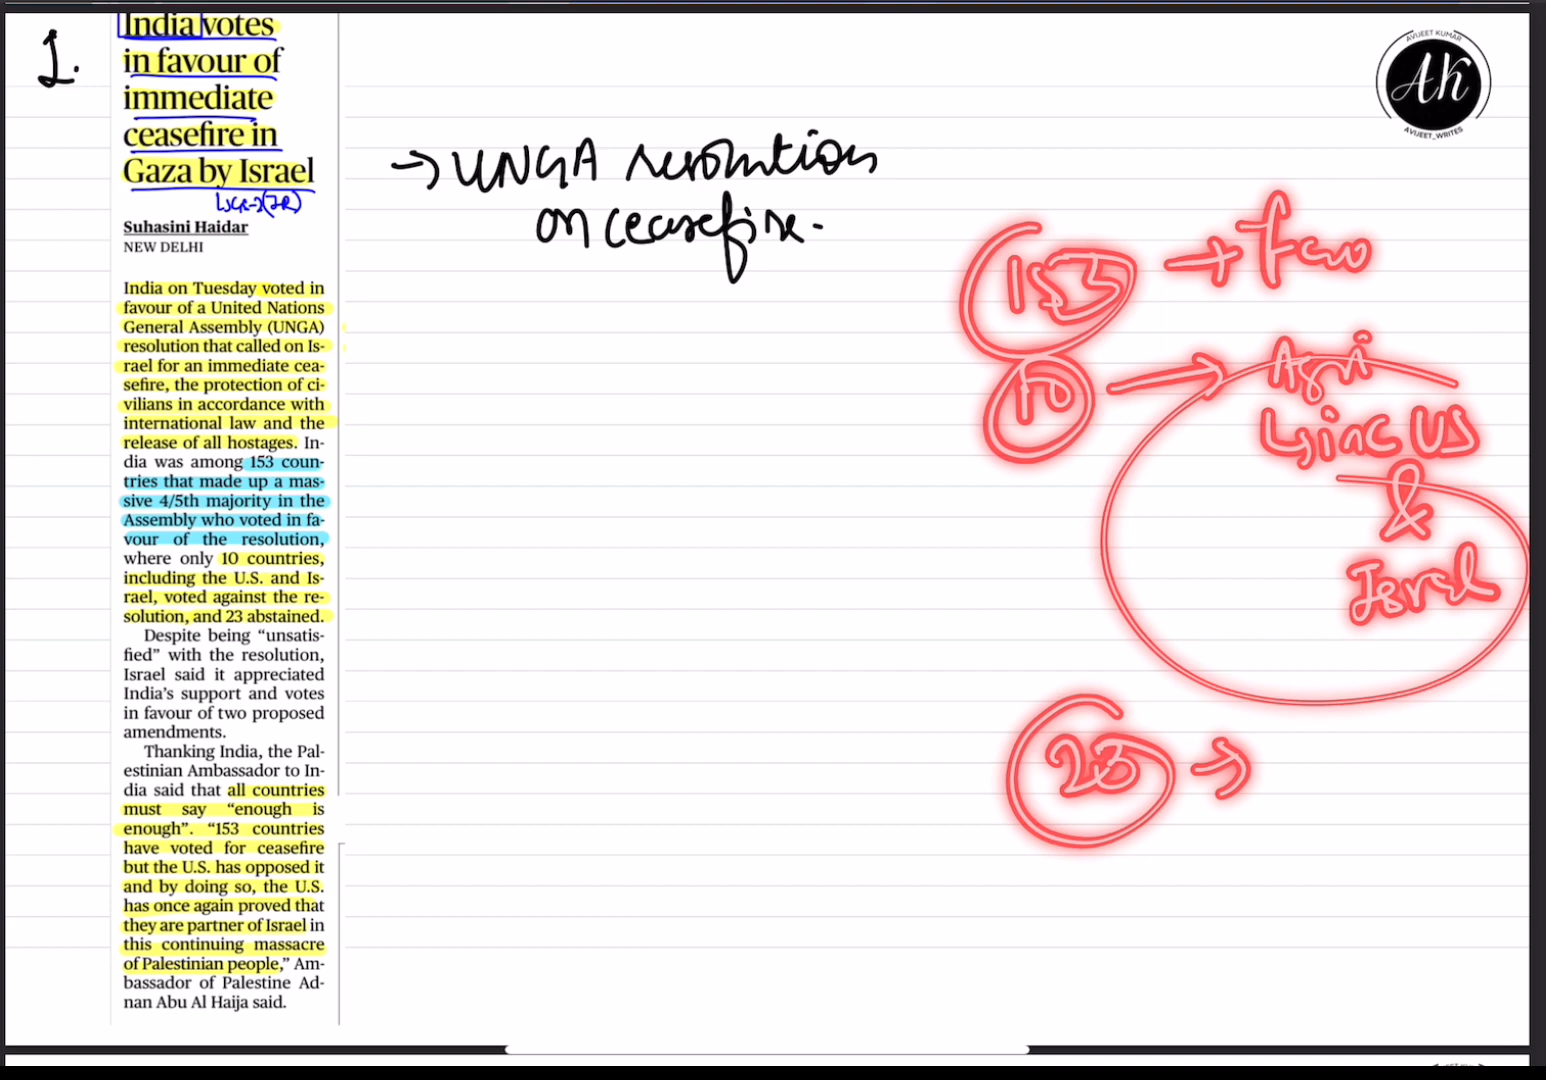 1.
India votes
in favour of
immediate
ceasefire in
Gaza by Israel
Suhasini Haidar
NEW DELHI
India on Tuesday voted in
favour of a United Nations
General Assembly (UNGA)
resolution that called on Is-
rael for an immediate cea-
sefire, the protection of ci-
vilians in accordance with
international law and the
release of all hostages. In-
dia was among 153 coun-
tries that made up a mas-
sive 4/5th majority in the
Assembly who voted in fa-
vour of the resolution,
where only 10 countries,
including the U.S. and Is-
rael, voted against the re-
solution, and 23 abstained.
Despite being “unsatis-
fied” with the resolution,
Israel said it appreciated
India’s support and votes
in favour of two proposed
amendments.
Thanking India, the Pal-
estinian Ambassador to In-
dia said that all countries
must say “enough is
enough”. “153 countries
have voted for ceasefire
but the U.S. has opposed it
and by doing so, the U.S.
has once again proved that
they are partner of Israel in
this continuing massacre
of Palestinian people,” Am-
bassador of Palestine Ad-
nan Abu Al Haija said.
→ UNGA resolution
on ceasefire.
153 →
10 →
inc US
&
Isrel
23 →
AVIJEET KUMAR
AK
AVIJEET_WRITES